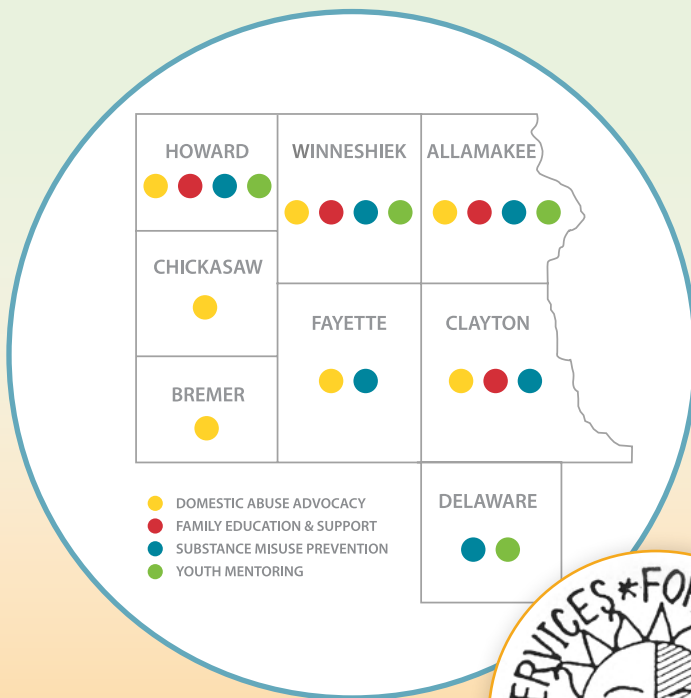 HOWARD
WINNESHIEK
ALLAMAKEE
CHICKASAW
FAYETTE
CLAYTON
BREMER
DELAWARE
DOMESTIC ABUSE ADVOCACY
FAMILY EDUCATION & SUPPORT
SUBSTANCE MISUSE PREVENTION
YOUTH MENTORING